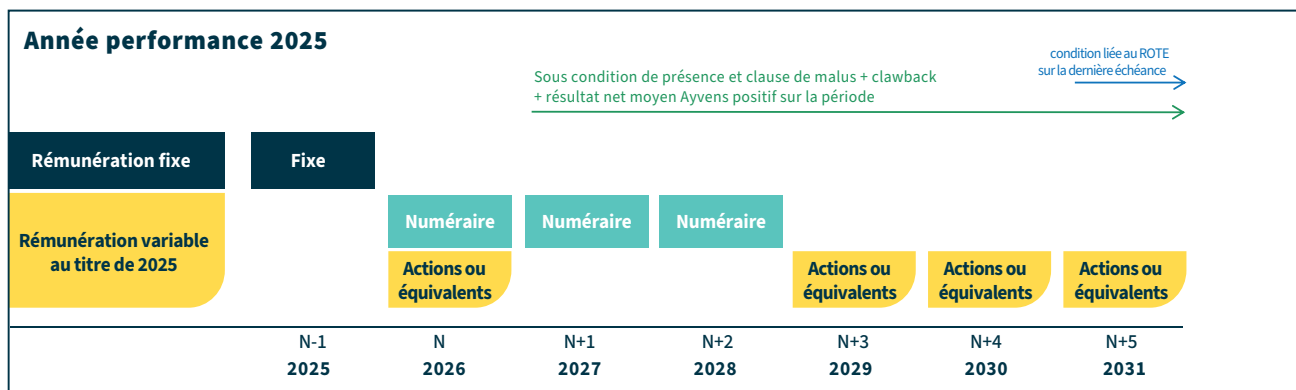 Année performance 2025
condition liée au ROTE
sur la dernière échéance
Sous condition de présence et clause de malus + clawback
+ résultat net moyen Ayvens positif sur la période
Rémunération fixe
Fixe
Rémunération variable
au titre de 2025
Numéraire
Numéraire
Numéraire
Actions ou
équivalents
Actions ou
équivalents
Actions ou
équivalents
Actions ou
équivalents
N-1
N
N+1
N+2
N+3
N+4
N+5
2025
2026
2027
2028
2029
2030
2031